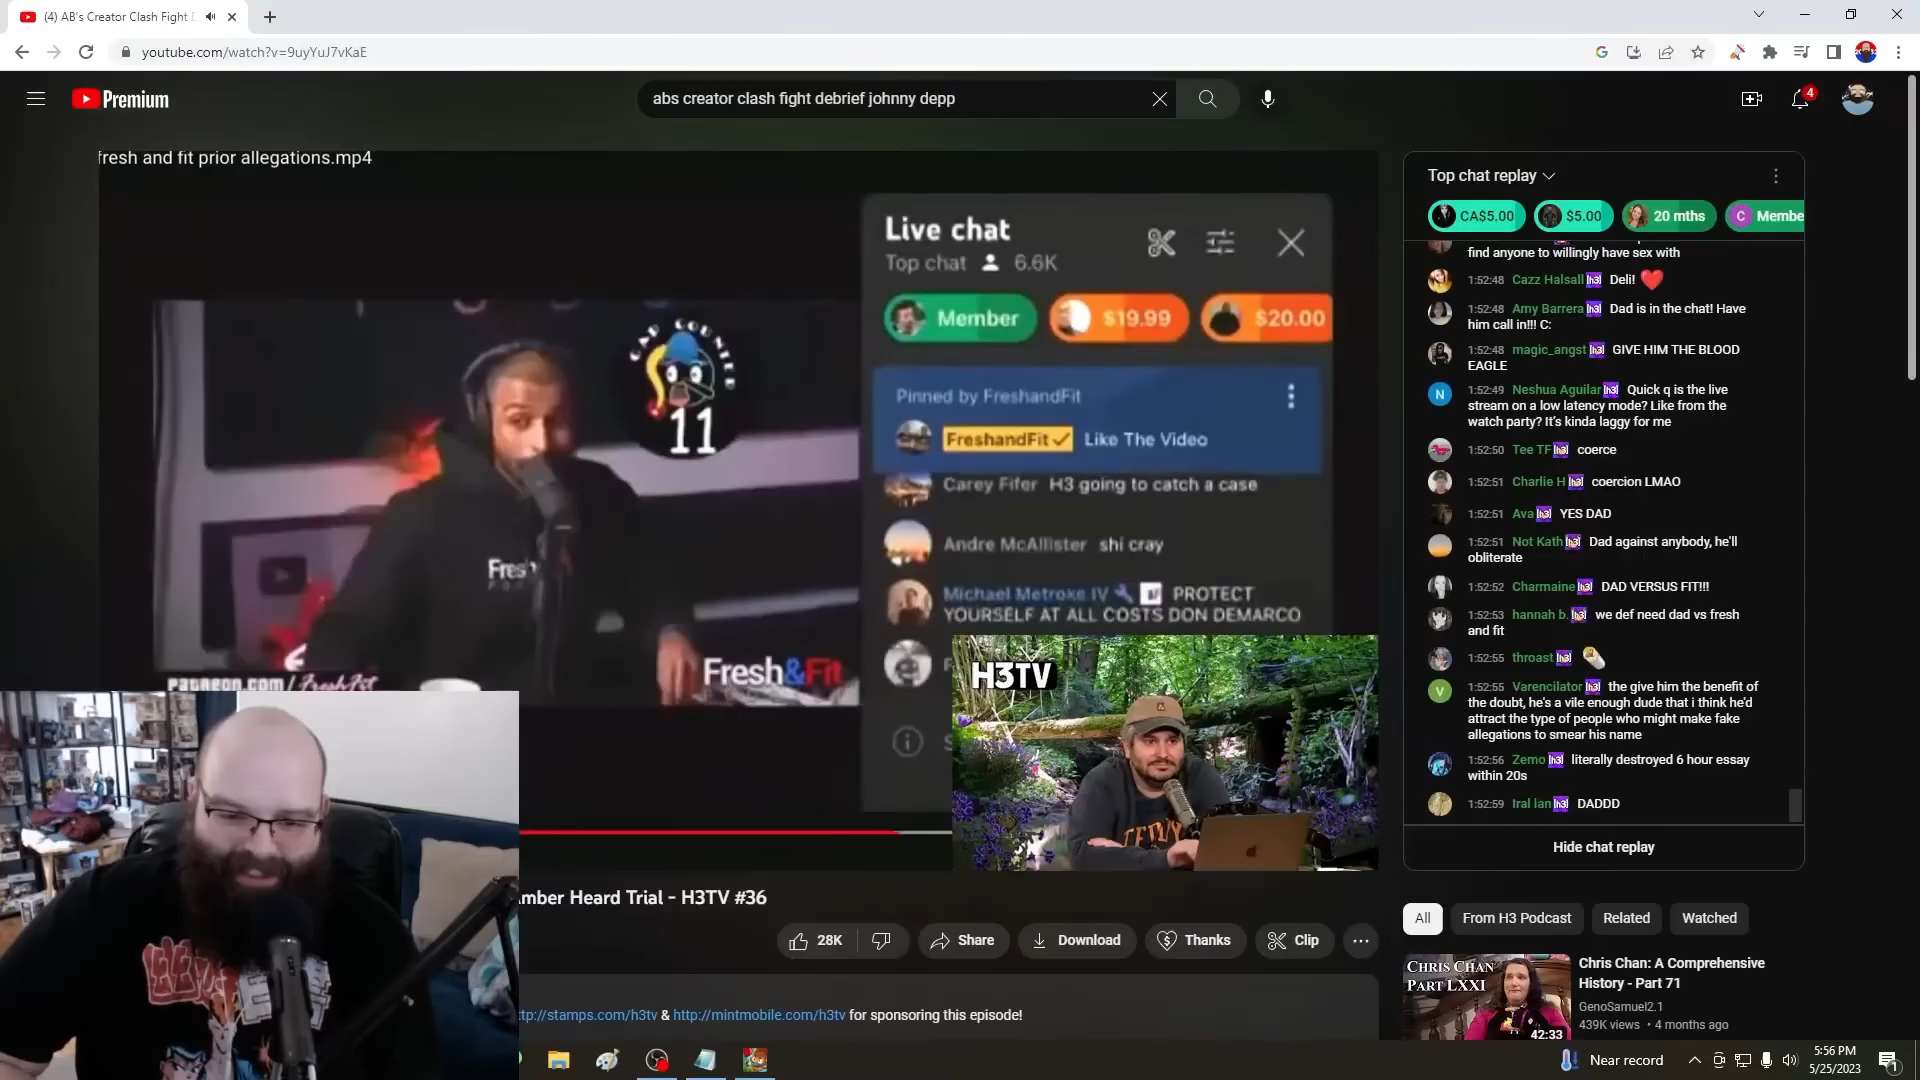 (4) AB's Creator Clash Fight
youtube.com/watch?v=9uyYuJ7vKaE
Premium
abs creator clash fight debrief johnny depp
4
fresh and fit prior allegations.mp4
Live chat
Top chat 6.6K
Member $19.99 $20.00
Pinned by FreshandFit
FreshandFit Like The Video
Carey Fifer H3 going to catch a case
Andre McAllister shi cray
Michael Metroxe IV PROTECT
YOURSELF AT ALL COSTS DON DEMARCO
11
Fresh
Fresh&Fit
patreon.com/FreshFit
H3TV
TEDDY
Amber Heard Trial - H3TV #36
28K
Share
Download
Thanks
Clip
http://stamps.com/h3tv & http://mintmobile.com/h3tv for sponsoring this episode!
Top chat replay
CA$5.00 $5.00 20 mths C Membe
find anyone to willingly have sex with
1:52:48 Cazz Halsall Deli! ❤️
1:52:48 Amy Barrera Dad is in the chat! Have
him call in!!! C:
1:52:48 magic_angst GIVE HIM THE BLOOD
EAGLE
N 1:52:49 Neshua Aguilar Quick q is the live
stream on a low latency mode? Like from the
watch party? It's kinda laggy for me
1:52:50 Tee TF coerce
1:52:51 Charlie H coercion LMAO
1:52:51 Ava YES DAD
1:52:51 Not Kath Dad against anybody, he'll
obliterate
1:52:52 Charmaine DAD VERSUS FIT!!!
1:52:53 hannah b. we def need dad vs fresh
and fit
1:52:55 throast 🌯
V 1:52:55 Varencilator the give him the benefit of
the doubt, he's a vile enough dude that i think he'd
attract the type of people who might make fake
allegations to smear his name
1:52:56 Zemo literally destroyed 6 hour essay
within 20s
1:52:59 Iral lan DADDD
Hide chat replay
All From H3 Podcast Related Watched
CHRIS CHAN
PART LXXI
42:33
Chris Chan: A Comprehensive
History - Part 71
GenoSamuel2.1
439K views • 4 months ago
Near record
5:56 PM
5/25/2023
1